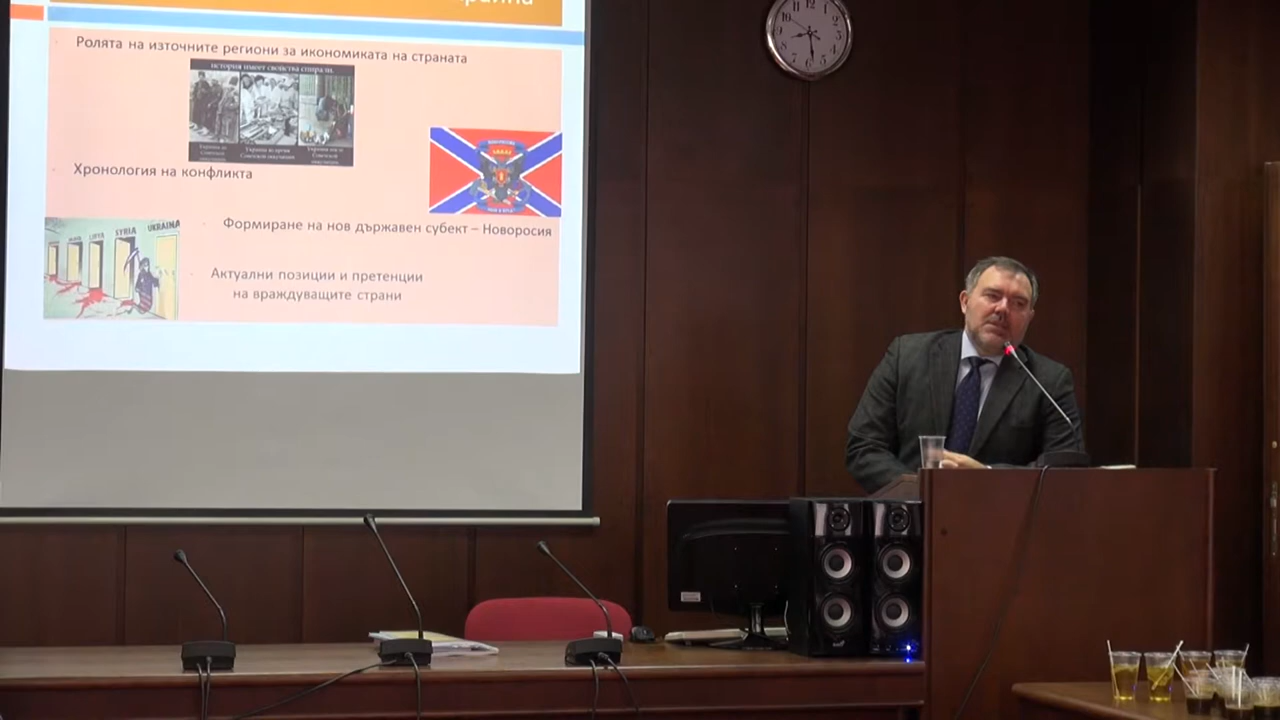 Ролята на източните региони за икономиката на страната
история имеет свойства спирали.
Хронология на конфликта
LIBYA SYRIA UKRAINA
Формиране на нов държавен субект – Новоросия
Актуални позиции и претенции
на враждуващите страни